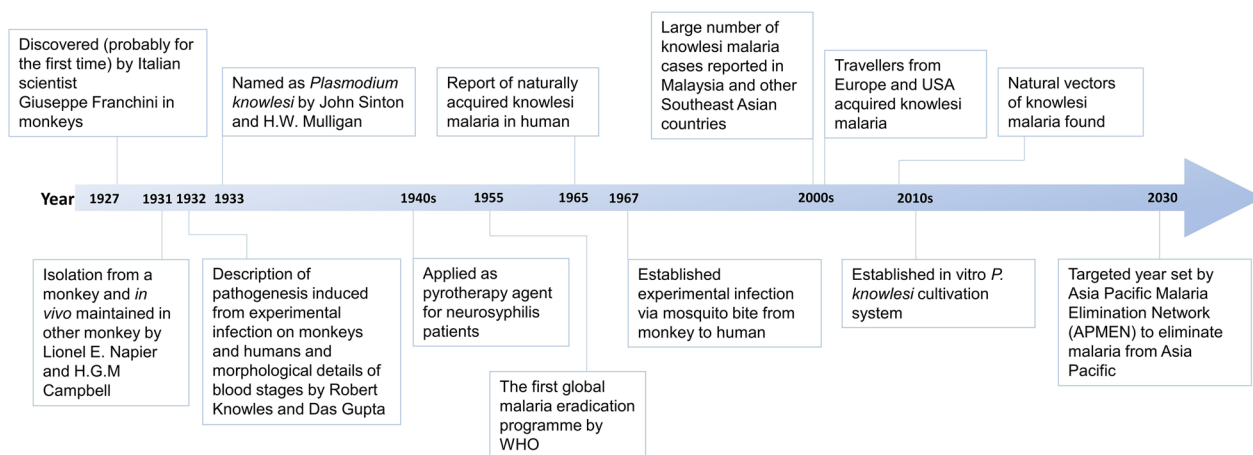 Discovered (probably for
the first time) by Italian
scientist
Giuseppe Franchini in
monkeys
Named as Plasmodium
knowlesi by John Sinton
and H.W. Mulligan
Report of naturally
acquired knowlesi
malaria in human
Large number of
knowlesi malaria
cases reported in
Malaysia and other
Southeast Asian
countries
Travellers from
Europe and USA
acquired knowlesi
malaria
Natural vectors
of knowlesi
malaria found
Year 1927 1931 1932 1933 1940s 1955 1965 1967 2000s 2010s 2030
Isolation from a
monkey and in
vivo maintained in
other monkey by
Lionel E. Napier
and H.G.M
Campbell
Description of
pathogenesis induced
from experimental
infection on monkeys
and humans and
morphological details of
blood stages by Robert
Knowles and Das Gupta
Applied as
pyrotherapy agent
for neurosyphilis
patients
The first global
malaria eradication
programme by
WHO
Established
experimental infection
via mosquito bite from
monkey to human
Established in vitro P.
knowlesi cultivation
system
Targeted year set by
Asia Pacific Malaria
Elimination Network
(APMEN) to eliminate
malaria from Asia
Pacific